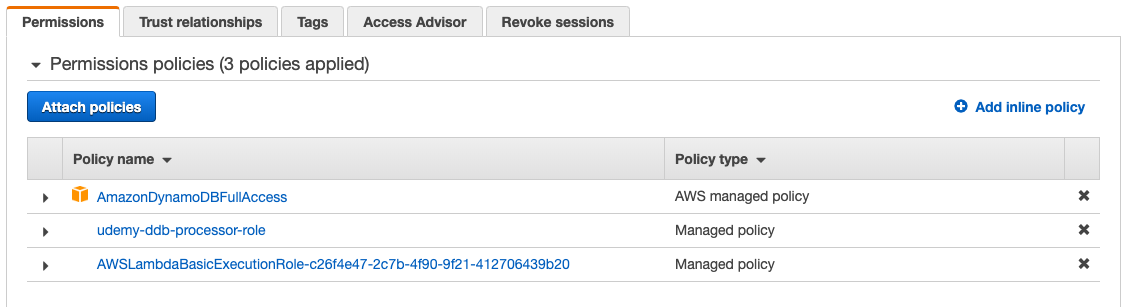 Permissions Trust relationships Tags Access Advisor Revoke sessions
Permissions policies (3 policies applied)
Attach policies Add inline policy
Policy name Policy type
AmazonDynamoDBFullAccess AWS managed policy
udemy-ddb-processor-role Managed policy
AWSLambdaBasicExecutionRole-c26f4e47-2c7b-4f90-9f21-412706439b20 Managed policy